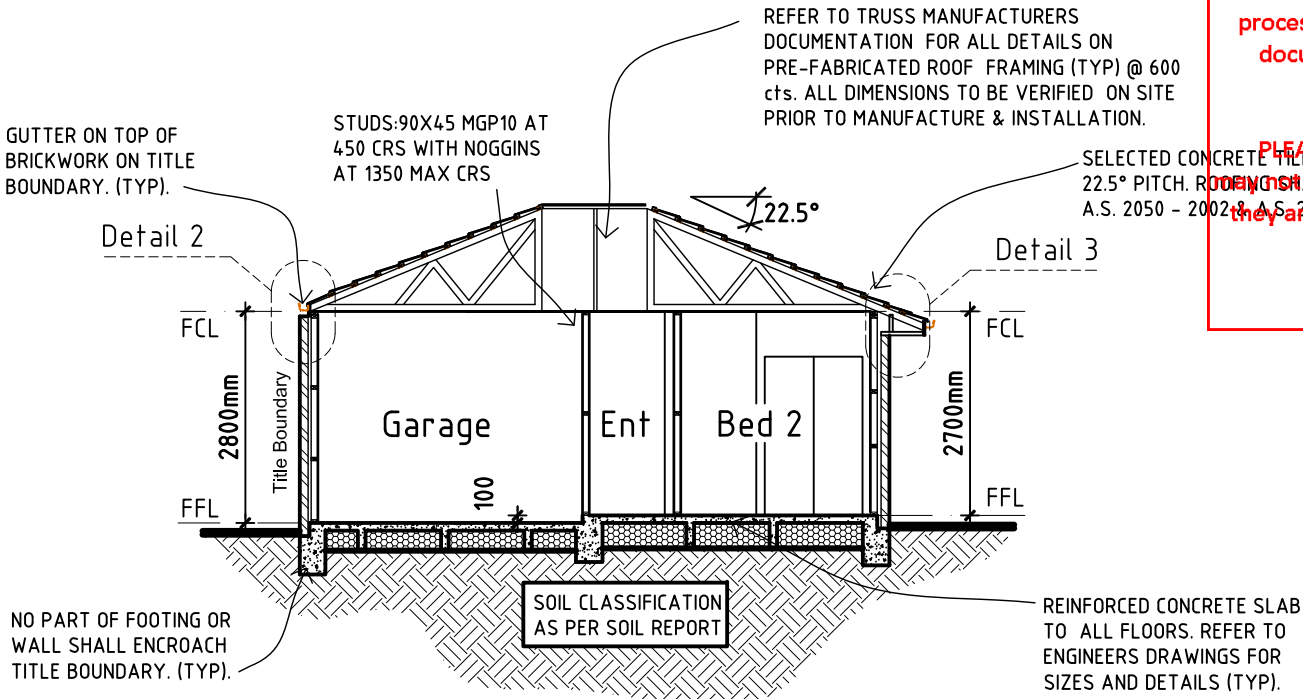 REFER TO TRUSS MANUFACTURERS
DOCUMENTATION FOR ALL DETAILS ON
PRE-FABRICATED ROOF FRAMING (TYP) @ 600
cts. ALL DIMENSIONS TO BE VERIFIED ON SITE
PRIOR TO MANUFACTURE & INSTALLATION.
STUDS:90X45 MGP10 AT
450 CRS WITH NOGGINS
AT 1350 MAX CRS
GUTTER ON TOP OF
BRICKWORK ON TITLE
BOUNDARY. (TYP).
SELECTED CONCRETE
22.5° PITCH. ROOFING
A.S. 2050 - 2002 & A.S.
may not
22.5°
Detail 2
Detail 3
FCL
FCL
2800mm
Title Boundary
Garage
Ent
Bed 2
2700mm
100
FFL
FFL
SOIL CLASSIFICATION
AS PER SOIL REPORT
NO PART OF FOOTING OR
WALL SHALL ENCROACH
TITLE BOUNDARY. (TYP).
REINFORCED CONCRETE SLAB
TO ALL FLOORS. REFER TO
ENGINEERS DRAWINGS FOR
SIZES AND DETAILS (TYP).